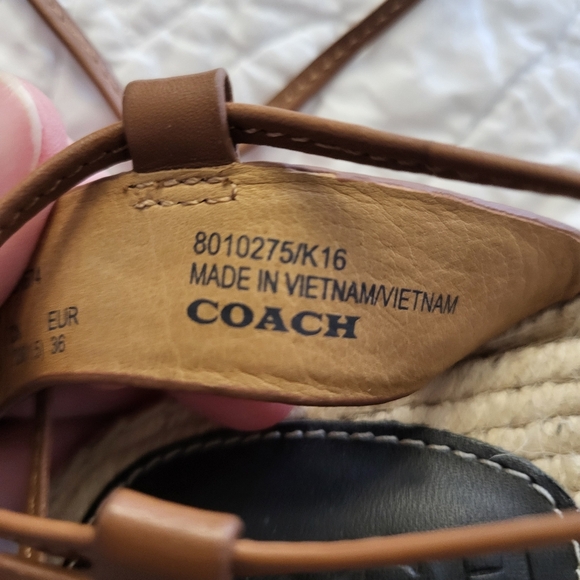 8010275/K16
MADE IN VIETNAM/VIETNAM
COACH
EUR
36